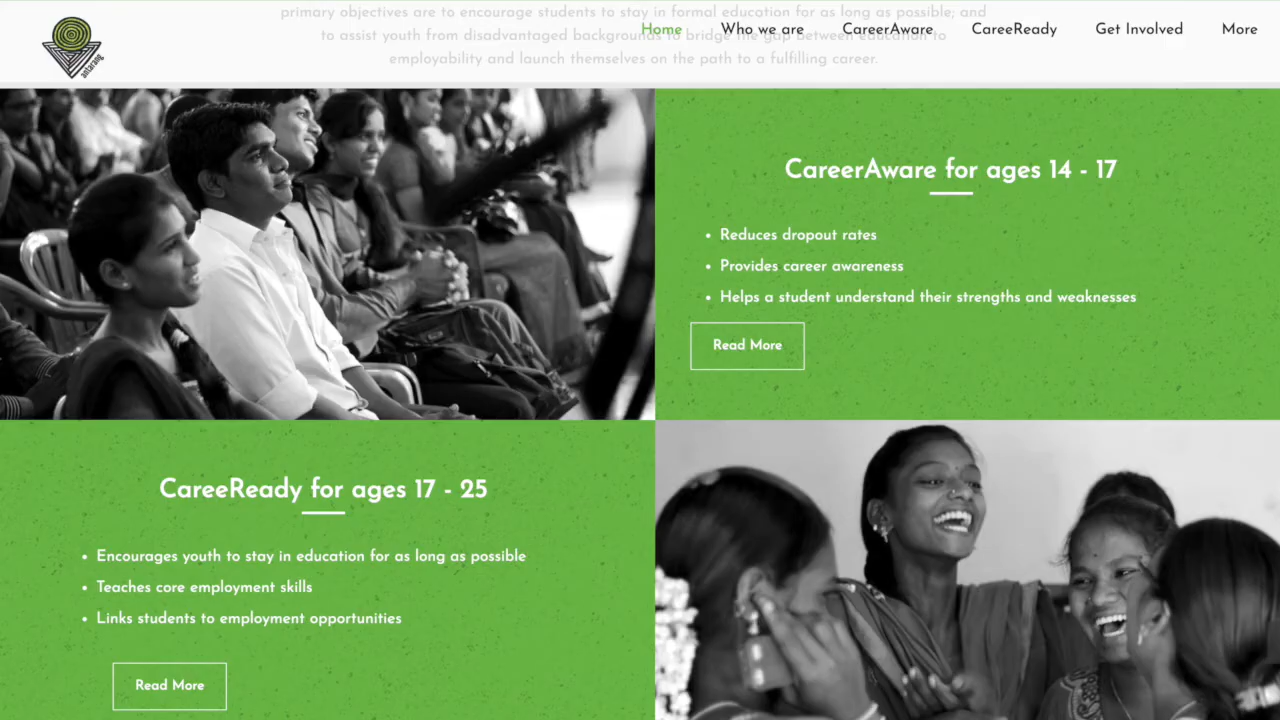 primary objectives are to encourage students to stay in formal education for as long as possible; and
Home Who we are CareerAware CareeReady Get Involved More
to assist youth from disadvantaged backgrounds to bridge the gap between education to
employability and launch themselves on the path to a fulfilling career.
antarang
CareerAware for ages 14 - 17
• Reduces dropout rates
• Provides career awareness
• Helps a student understand their strengths and weaknesses
Read More
CareeReady for ages 17 - 25
• Encourages youth to stay in education for as long as possible
• Teaches core employment skills
• Links students to employment opportunities
Read More